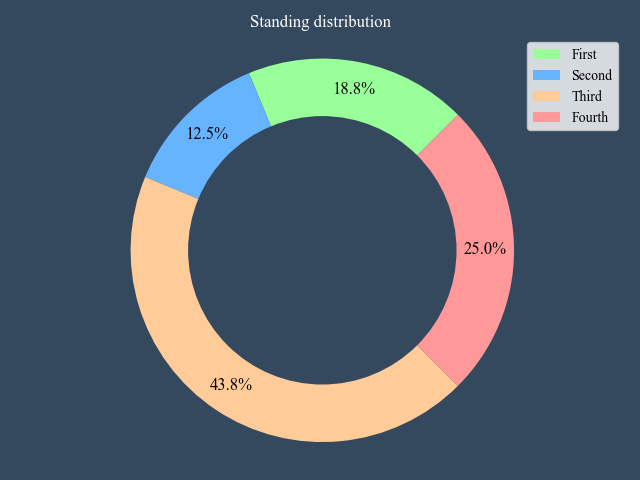 Standing distribution
First
Second
Third
Fourth
18.8%
12.5%
25.0%
43.8%